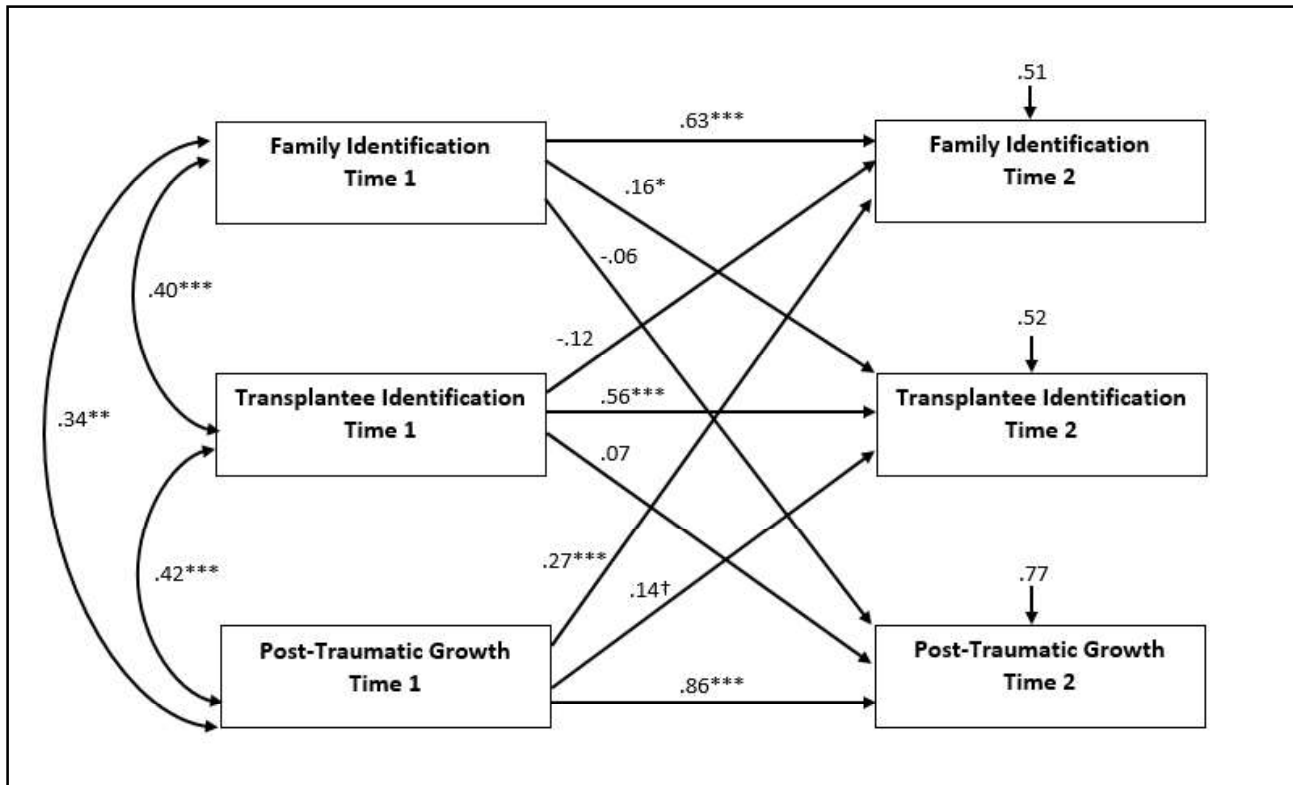 .51
.63***
Family Identification
Time 1
Family Identification
Time 2
.16*
-.06
.40***
-.12
.52
Transplantee Identification
Time 1
.56***
Transplantee Identification
Time 2
.34**
.07
.27***
.42***
.14†
.77
Post-Traumatic Growth
Time 1
.86***
Post-Traumatic Growth
Time 2